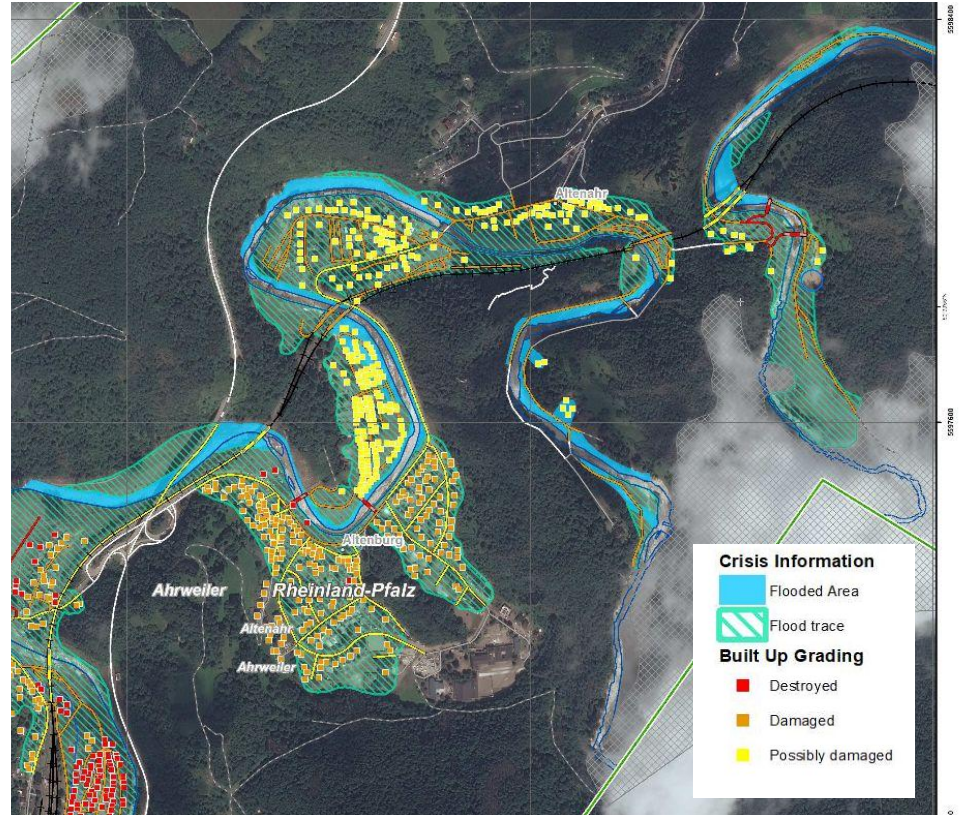 5598400
Altenahr
5597600
Altenburg
Ahrweiler
Rheinland-Pfalz
Altenahr
Ahrweiler
Crisis Information
Flooded Area
Flood trace
Built Up Grading
Destroyed
Damaged
Possibly damaged
0